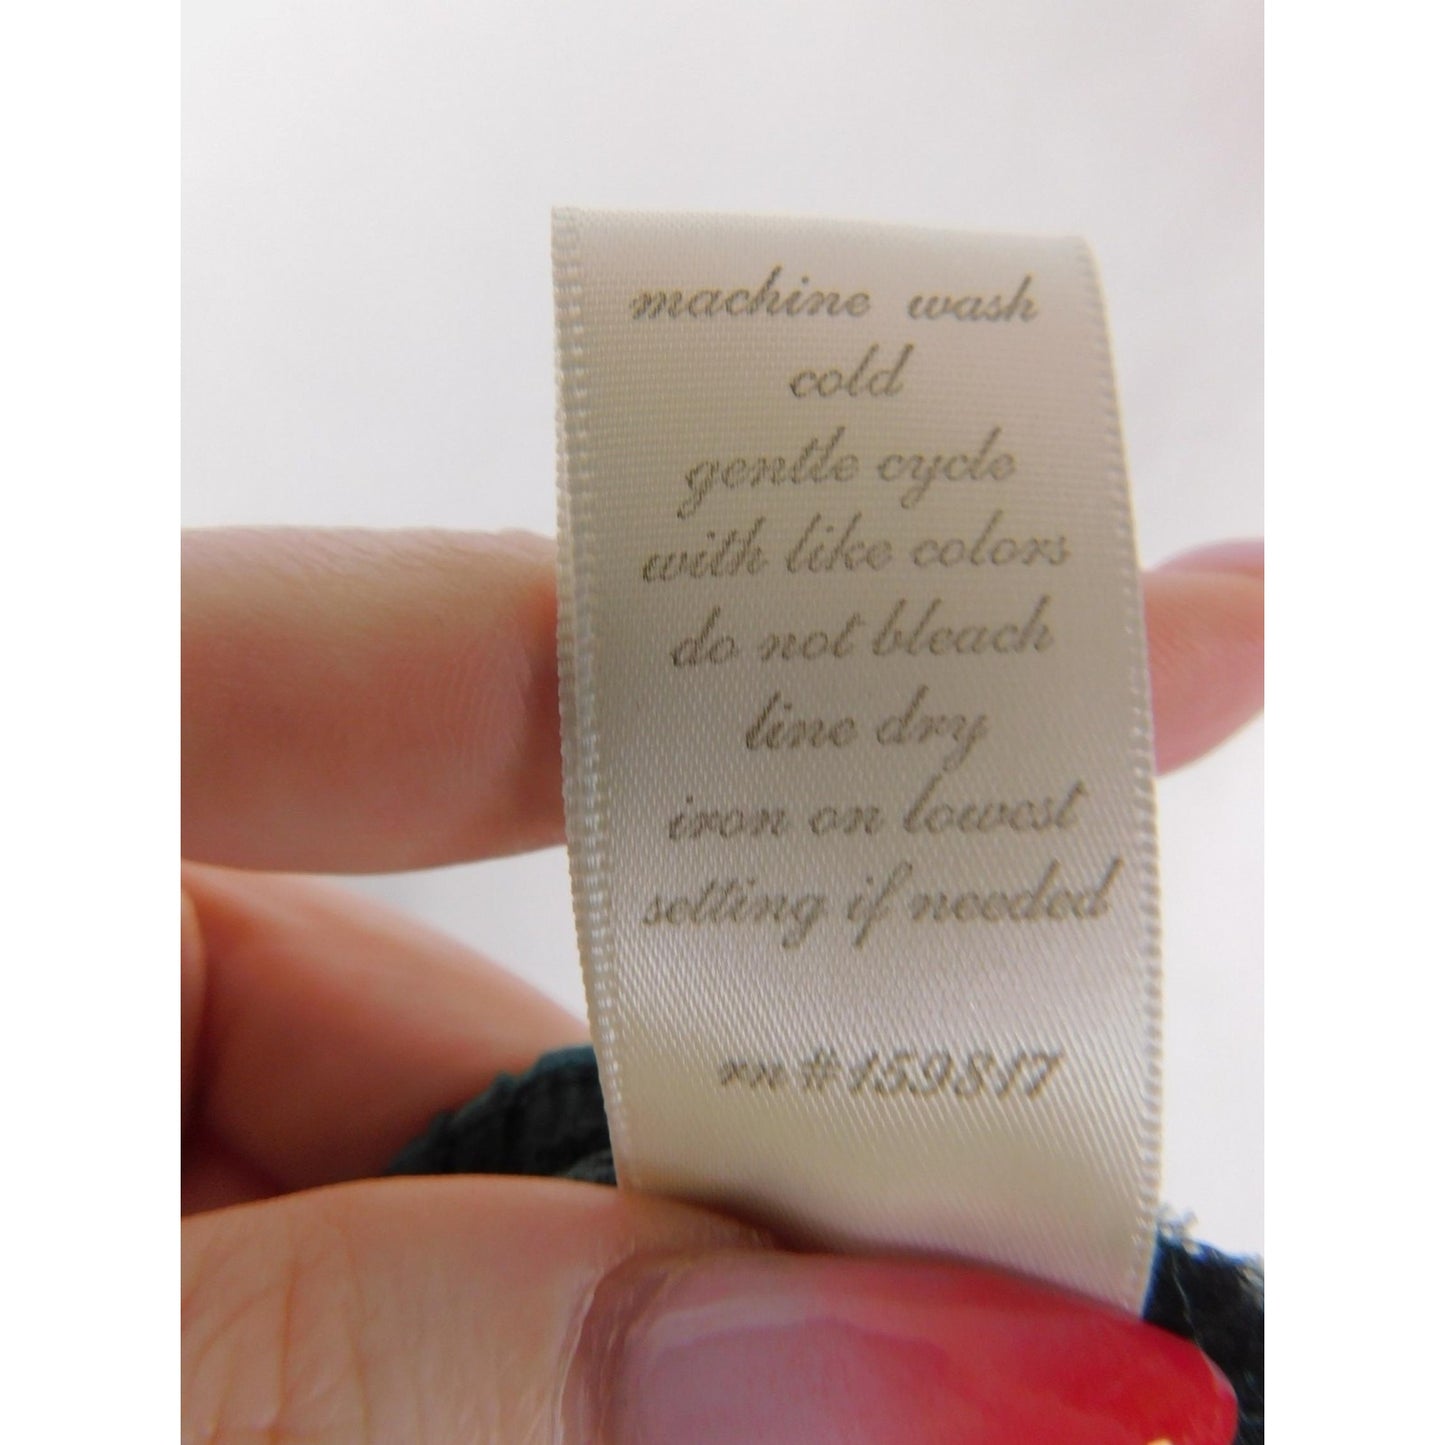 machine wash
cold
gentle cycle
with like colors
do not bleach
line dry
iron on lowest
setting if needed
rn#159817